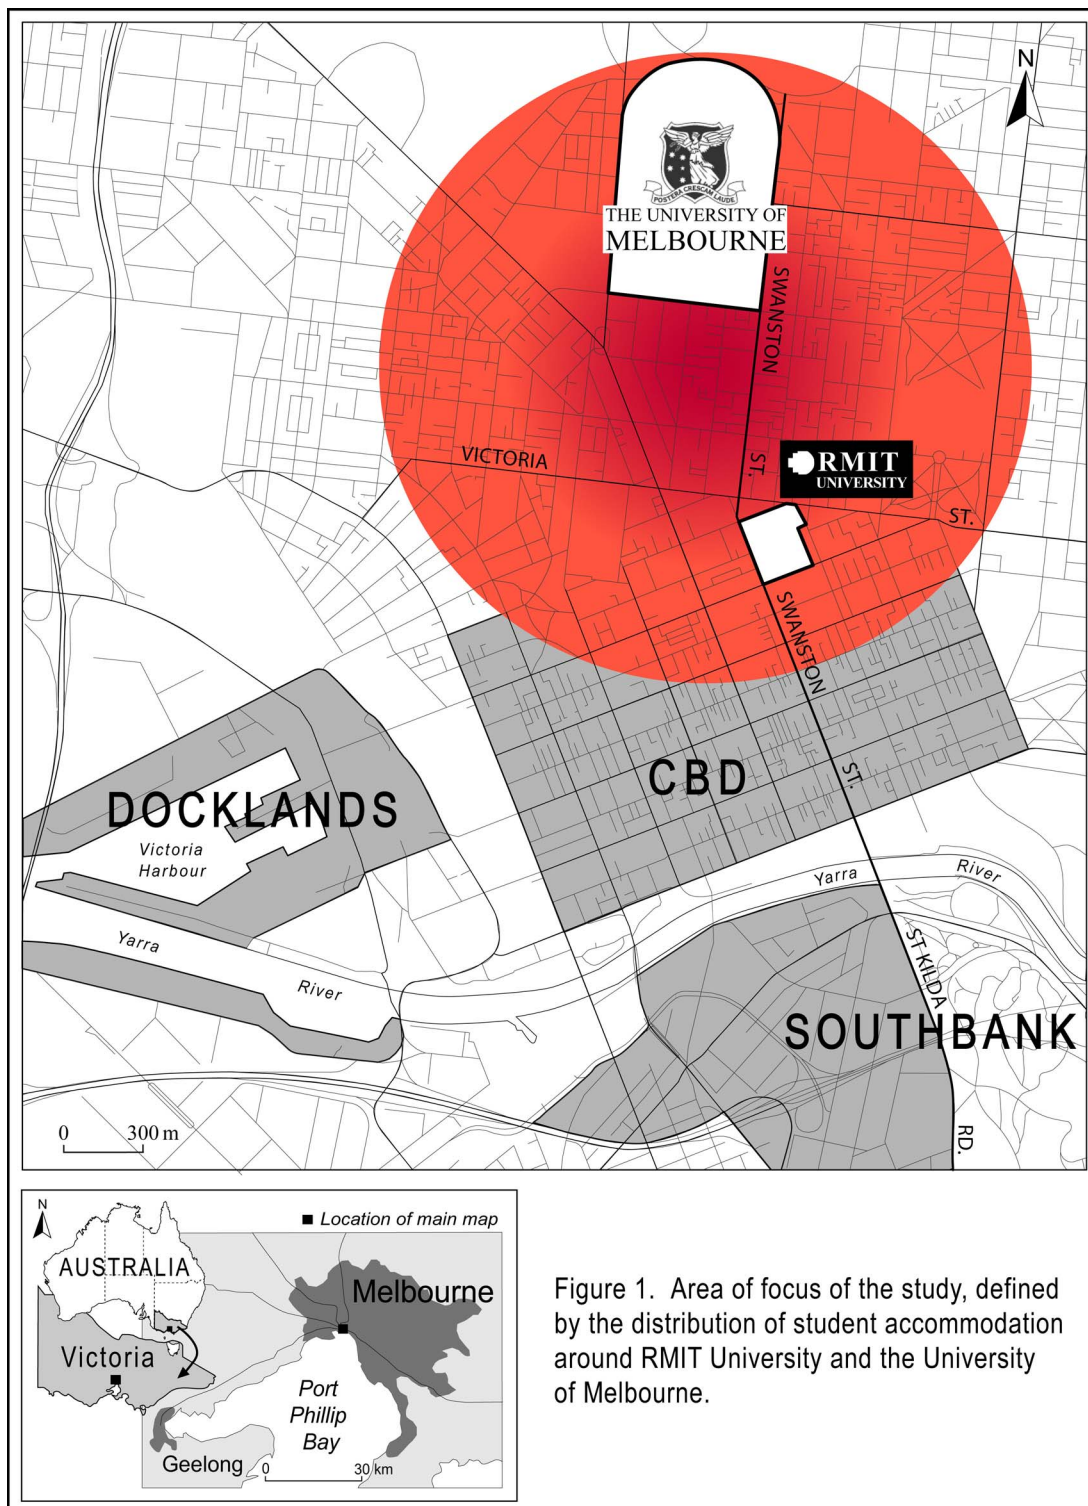 N
POSTERA CRESCAM LAUDE
THE UNIVERSITY OF
MELBOURNE
SWANSTON
ST.
VICTORIA
ST.
RMIT
UNIVERSITY
SWANSTON
ST.
CBD
DOCKLANDS
Victoria
Harbour
Yarra
River
Yarra
River
ST KILDA
RD.
SOUTHBANK
0 300 m
N
Location of main map
AUSTRALIA
Melbourne
Victoria
Port
Phillip
Bay
Geelong
0 30 km
Figure 1. Area of focus of the study, defined
by the distribution of student accommodation
around RMIT University and the University
of Melbourne.